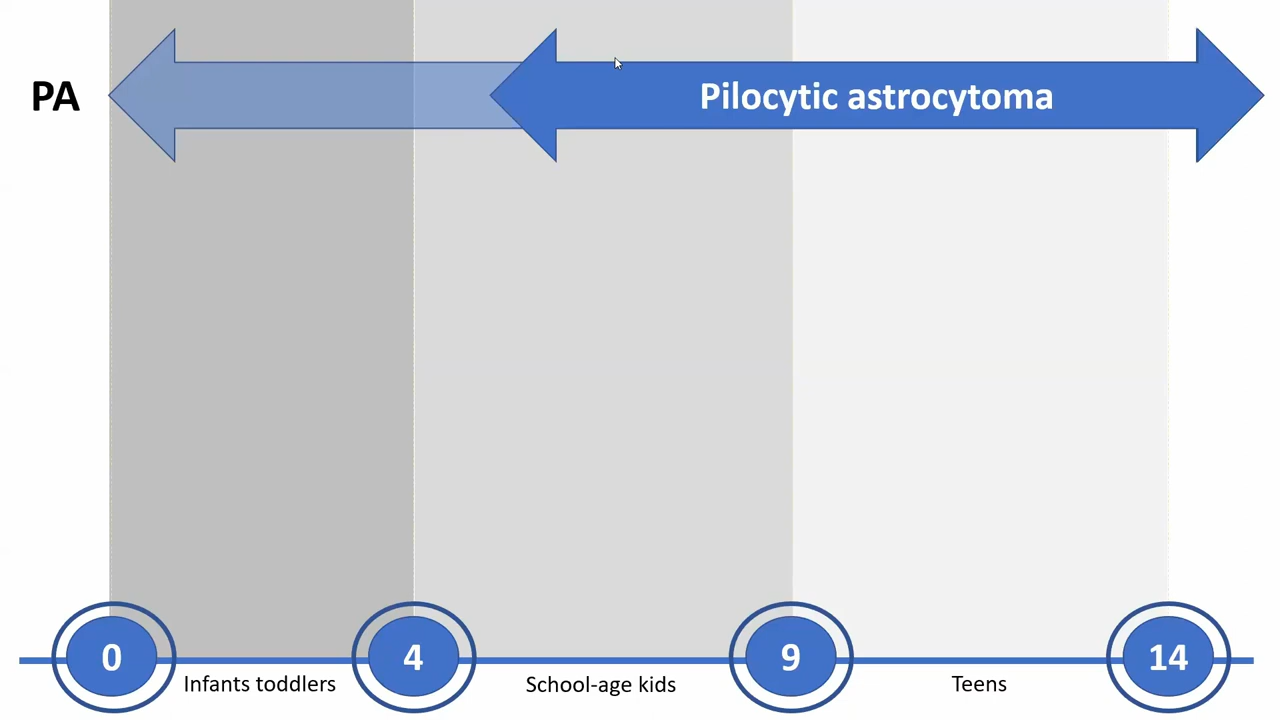 PA
Pilocytic astrocytoma
0
4
9
14
Infants toddlers
School-age kids
Teens